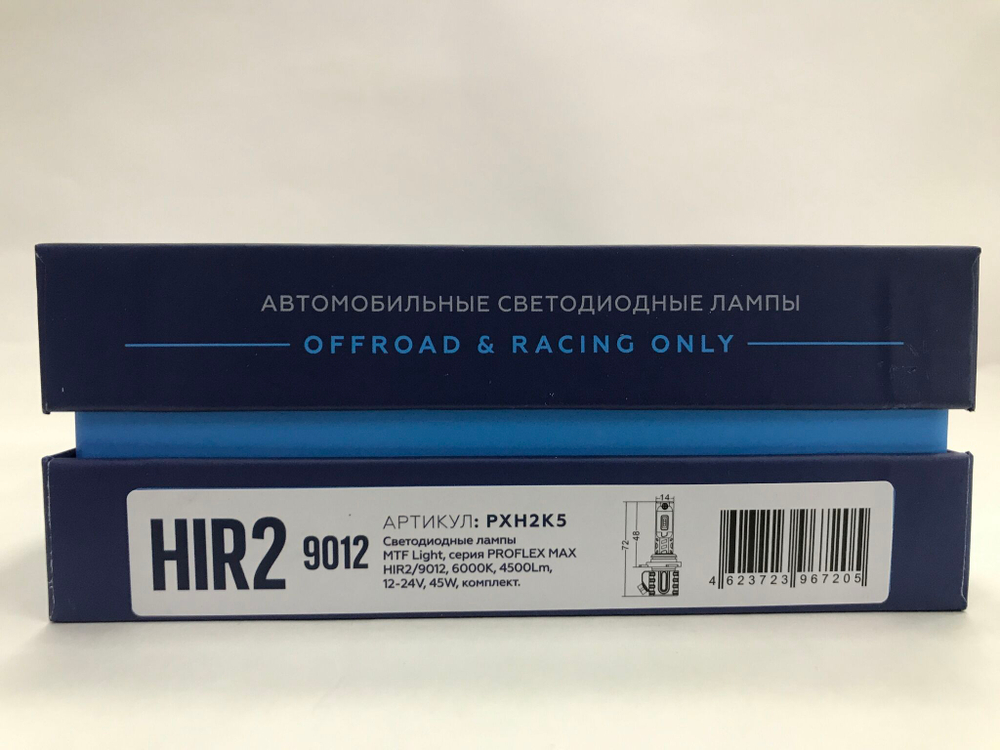 АВТОМОБИЛЬНЫЕ СВЕТОДИОДНЫЕ ЛАМПЫ
OFFROAD & RACING ONLY
HIR2 9012
АРТИКУЛ: PXH2K5
Светодиодные лампы
MTF Light, серия PROFLEX MAX
HIR2/9012, 6000K, 4500Lm,
12-24V, 45W, комплект.
14
72
48
4 623723 967205